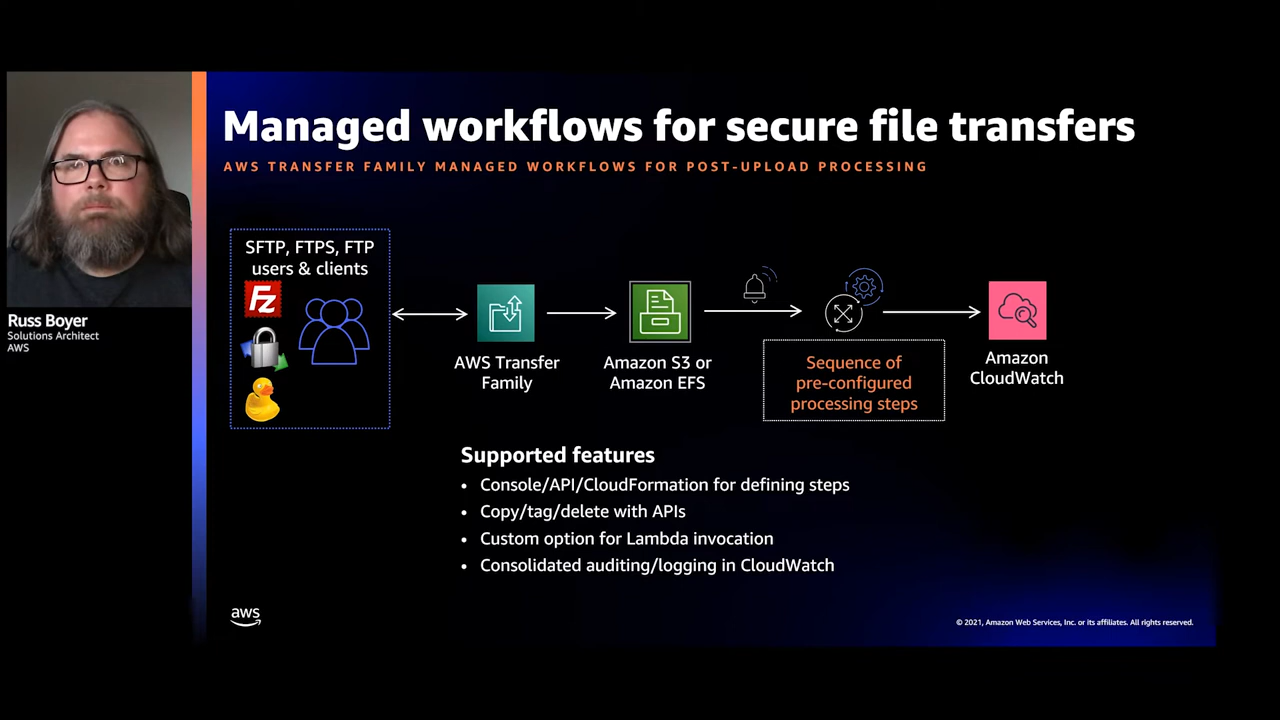 Managed workflows for secure file transfers
AWS TRANSFER FAMILY MANAGED WORKFLOWS FOR POST-UPLOAD PROCESSING
Russ Boyer
Solutions Architect
AWS
SFTP, FTPS, FTP
users & clients
FZ
AWS Transfer
Family
Amazon S3 or
Amazon EFS
Sequence of
pre-configured
processing steps
Amazon
CloudWatch
Supported features
• Console/API/CloudFormation for defining steps
• Copy/tag/delete with APIs
• Custom option for Lambda invocation
• Consolidated auditing/logging in CloudWatch
aws
© 2021, Amazon Web Services, Inc. or its affiliates. All rights reserved.